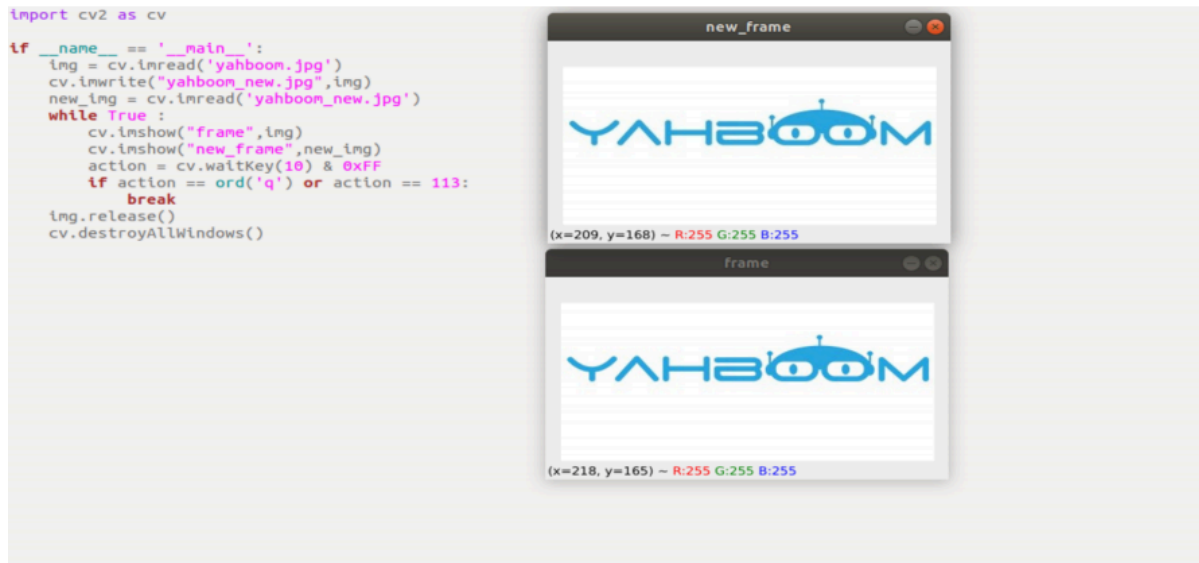 import cv2 as cv
if __name__ == '__main__':
    img = cv.imread('yahboom.jpg')
    cv.imwrite("yahboom_new.jpg",img)
    new_img = cv.imread('yahboom_new.jpg')
    while True :
        cv.imshow("frame",img)
        cv.imshow("new_frame",new_img)
        action = cv.waitKey(10) & 0xFF
        if action == ord('q') or action == 113:
            break
    img.release()
    cv.destroyAllWindows()
new_frame
YAHBOOM
(x=209, y=168) ~ R:255 G:255 B:255
frame
YAHBOOM
(x=218, y=165) ~ R:255 G:255 B:255